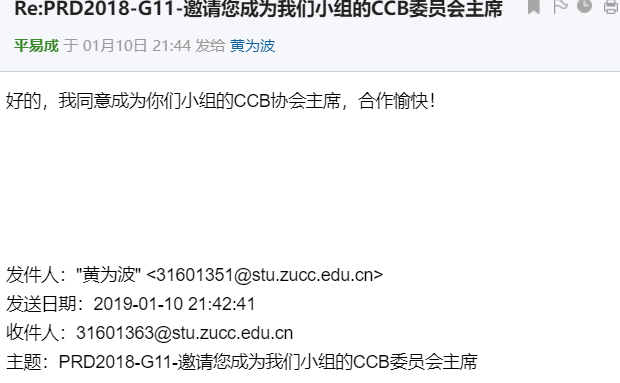 Re:PRD2018-G11-邀请您成为我们小组的CCB委员会主席
平易成 于 01月10日 21:44 发给 黄为波
好的，我同意成为你们小组的CCB协会主席，合作愉快！
发件人："黄为波" <31601351@stu.zucc.edu.cn>
发送日期：2019-01-10 21:42:41
收件人：31601363@stu.zucc.edu.cn
主题：PRD2018-G11-邀请您成为我们小组的CCB委员会主席